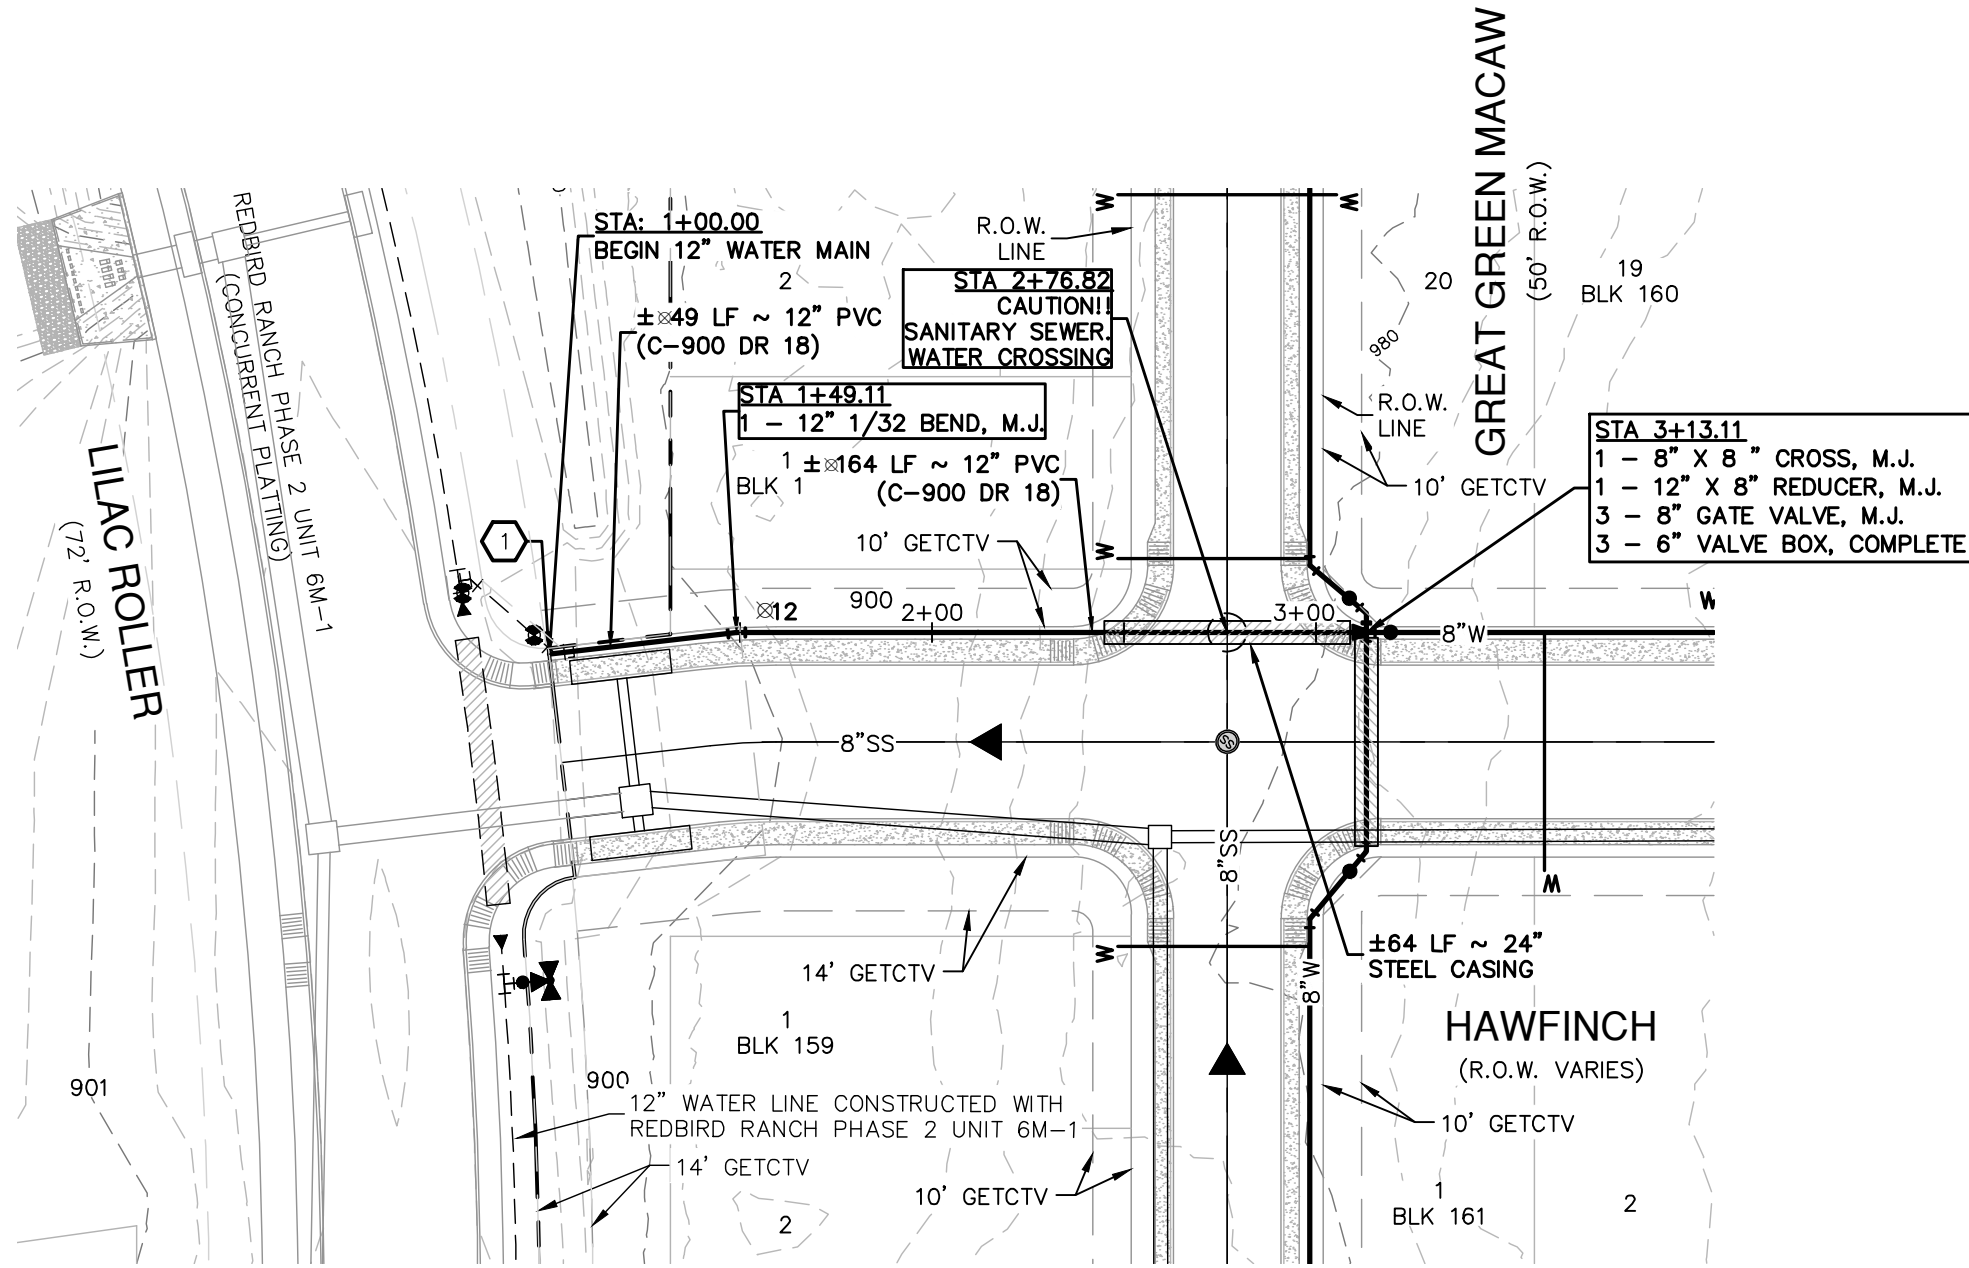 GREAT GREEN MACAW
(50' R.O.W.)
REDBIRD RANCH PHASE 2 UNIT 6M-1
(CONCURRENT PLATTING)
LILAC ROLLER
(72' R.O.W.)
STA: 1+00.00
BEGIN 12" WATER MAIN
2
±49 LF ~ 12" PVC
(C-900 DR 18)
R.O.W.
LINE
STA 2+76.82
CAUTION!!
SANITARY SEWER.
WATER CROSSING
STA 1+49.11
1 - 12" 1/32 BEND, M.J.
1
BLK 1
±164 LF ~ 12" PVC
(C-900 DR 18)
10' GETCTV
W
W
W
20
19
BLK 160
980
R.O.W.
LINE
10' GETCTV
STA 3+13.11
1 - 8" X 8 " CROSS, M.J.
1 - 12" X 8" REDUCER, M.J.
3 - 8" GATE VALVE, M.J.
3 - 6" VALVE BOX, COMPLETE
1
12
900
2+00
3+00
8"W
W
8"SS
SS
8"SS
W
W
14' GETCTV
±64 LF ~ 24"
STEEL CASING
8"W
HAWFINCH
(R.O.W. VARIES)
1
BLK 159
901
900
12" WATER LINE CONSTRUCTED WITH
REDBIRD RANCH PHASE 2 UNIT 6M-1
14' GETCTV
10' GETCTV
10' GETCTV
2
1
BLK 161
2